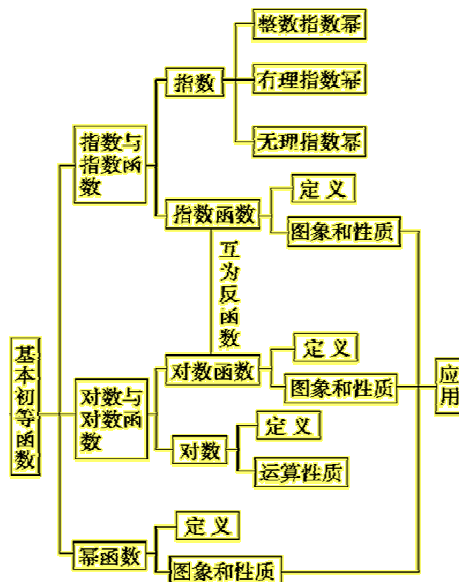 整数指数幂
指数
有理指数幂
无理指数幂
指数与
指数函
数
定义
指数函数
图象和性质
互为反函数
基本初等函数
定义
对数函数
图象和性质
应用
对数与
对数函
数
定义
对数
运算性质
定义
幂函数
图象和性质